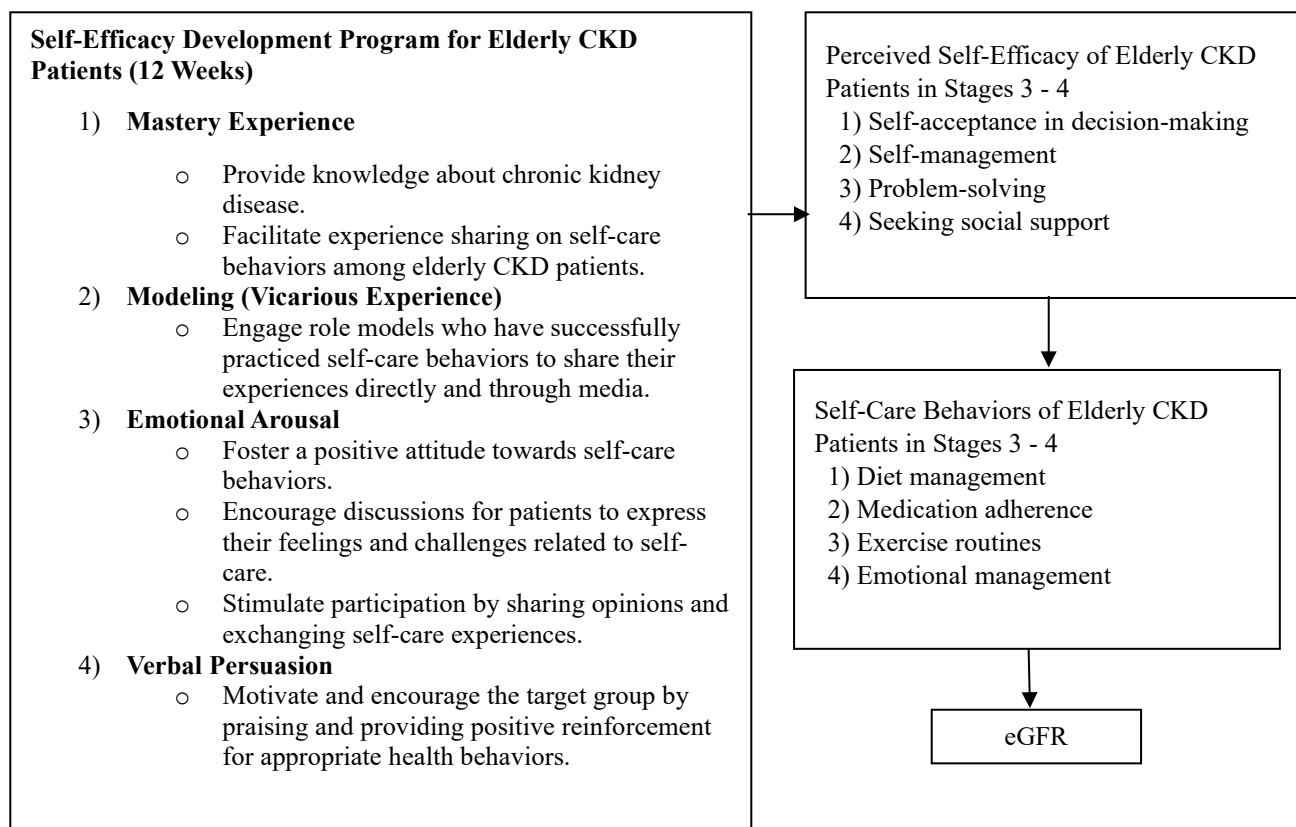 Self-Efficacy Development Program for Elderly CKD
Patients (12 Weeks)
1) Mastery Experience
o Provide knowledge about chronic kidney
disease.
o Facilitate experience sharing on self-care
behaviors among elderly CKD patients.
2) Modeling (Vicarious Experience)
o Engage role models who have successfully
practiced self-care behaviors to share their
experiences directly and through media.
3) Emotional Arousal
o Foster a positive attitude towards self-care
behaviors.
o Encourage discussions for patients to express
their feelings and challenges related to self-
care.
o Stimulate participation by sharing opinions and
exchanging self-care experiences.
4) Verbal Persuasion
o Motivate and encourage the target group by
praising and providing positive reinforcement
for appropriate health behaviors.
Perceived Self-Efficacy of Elderly CKD
Patients in Stages 3 - 4
1) Self-acceptance in decision-making
2) Self-management
3) Problem-solving
4) Seeking social support
Self-Care Behaviors of Elderly CKD
Patients in Stages 3 - 4
1) Diet management
2) Medication adherence
3) Exercise routines
4) Emotional management
eGFR